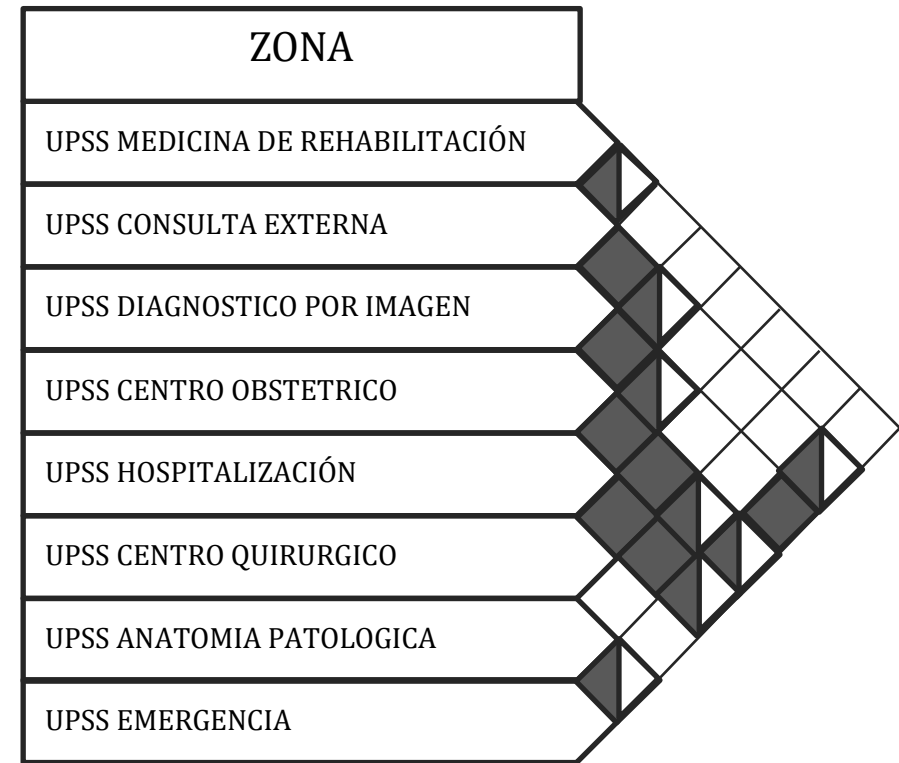 ZONA
UPSS MEDICINA DE REHABILITACIÓN
UPSS CONSULTA EXTERNA
UPSS DIAGNOSTICO POR IMAGEN
UPSS CENTRO OBSTETRICO
UPSS HOSPITALIZACIÓN
UPSS CENTRO QUIRURGICO
UPSS ANATOMIA PATOLOGICA
UPSS EMERGENCIA